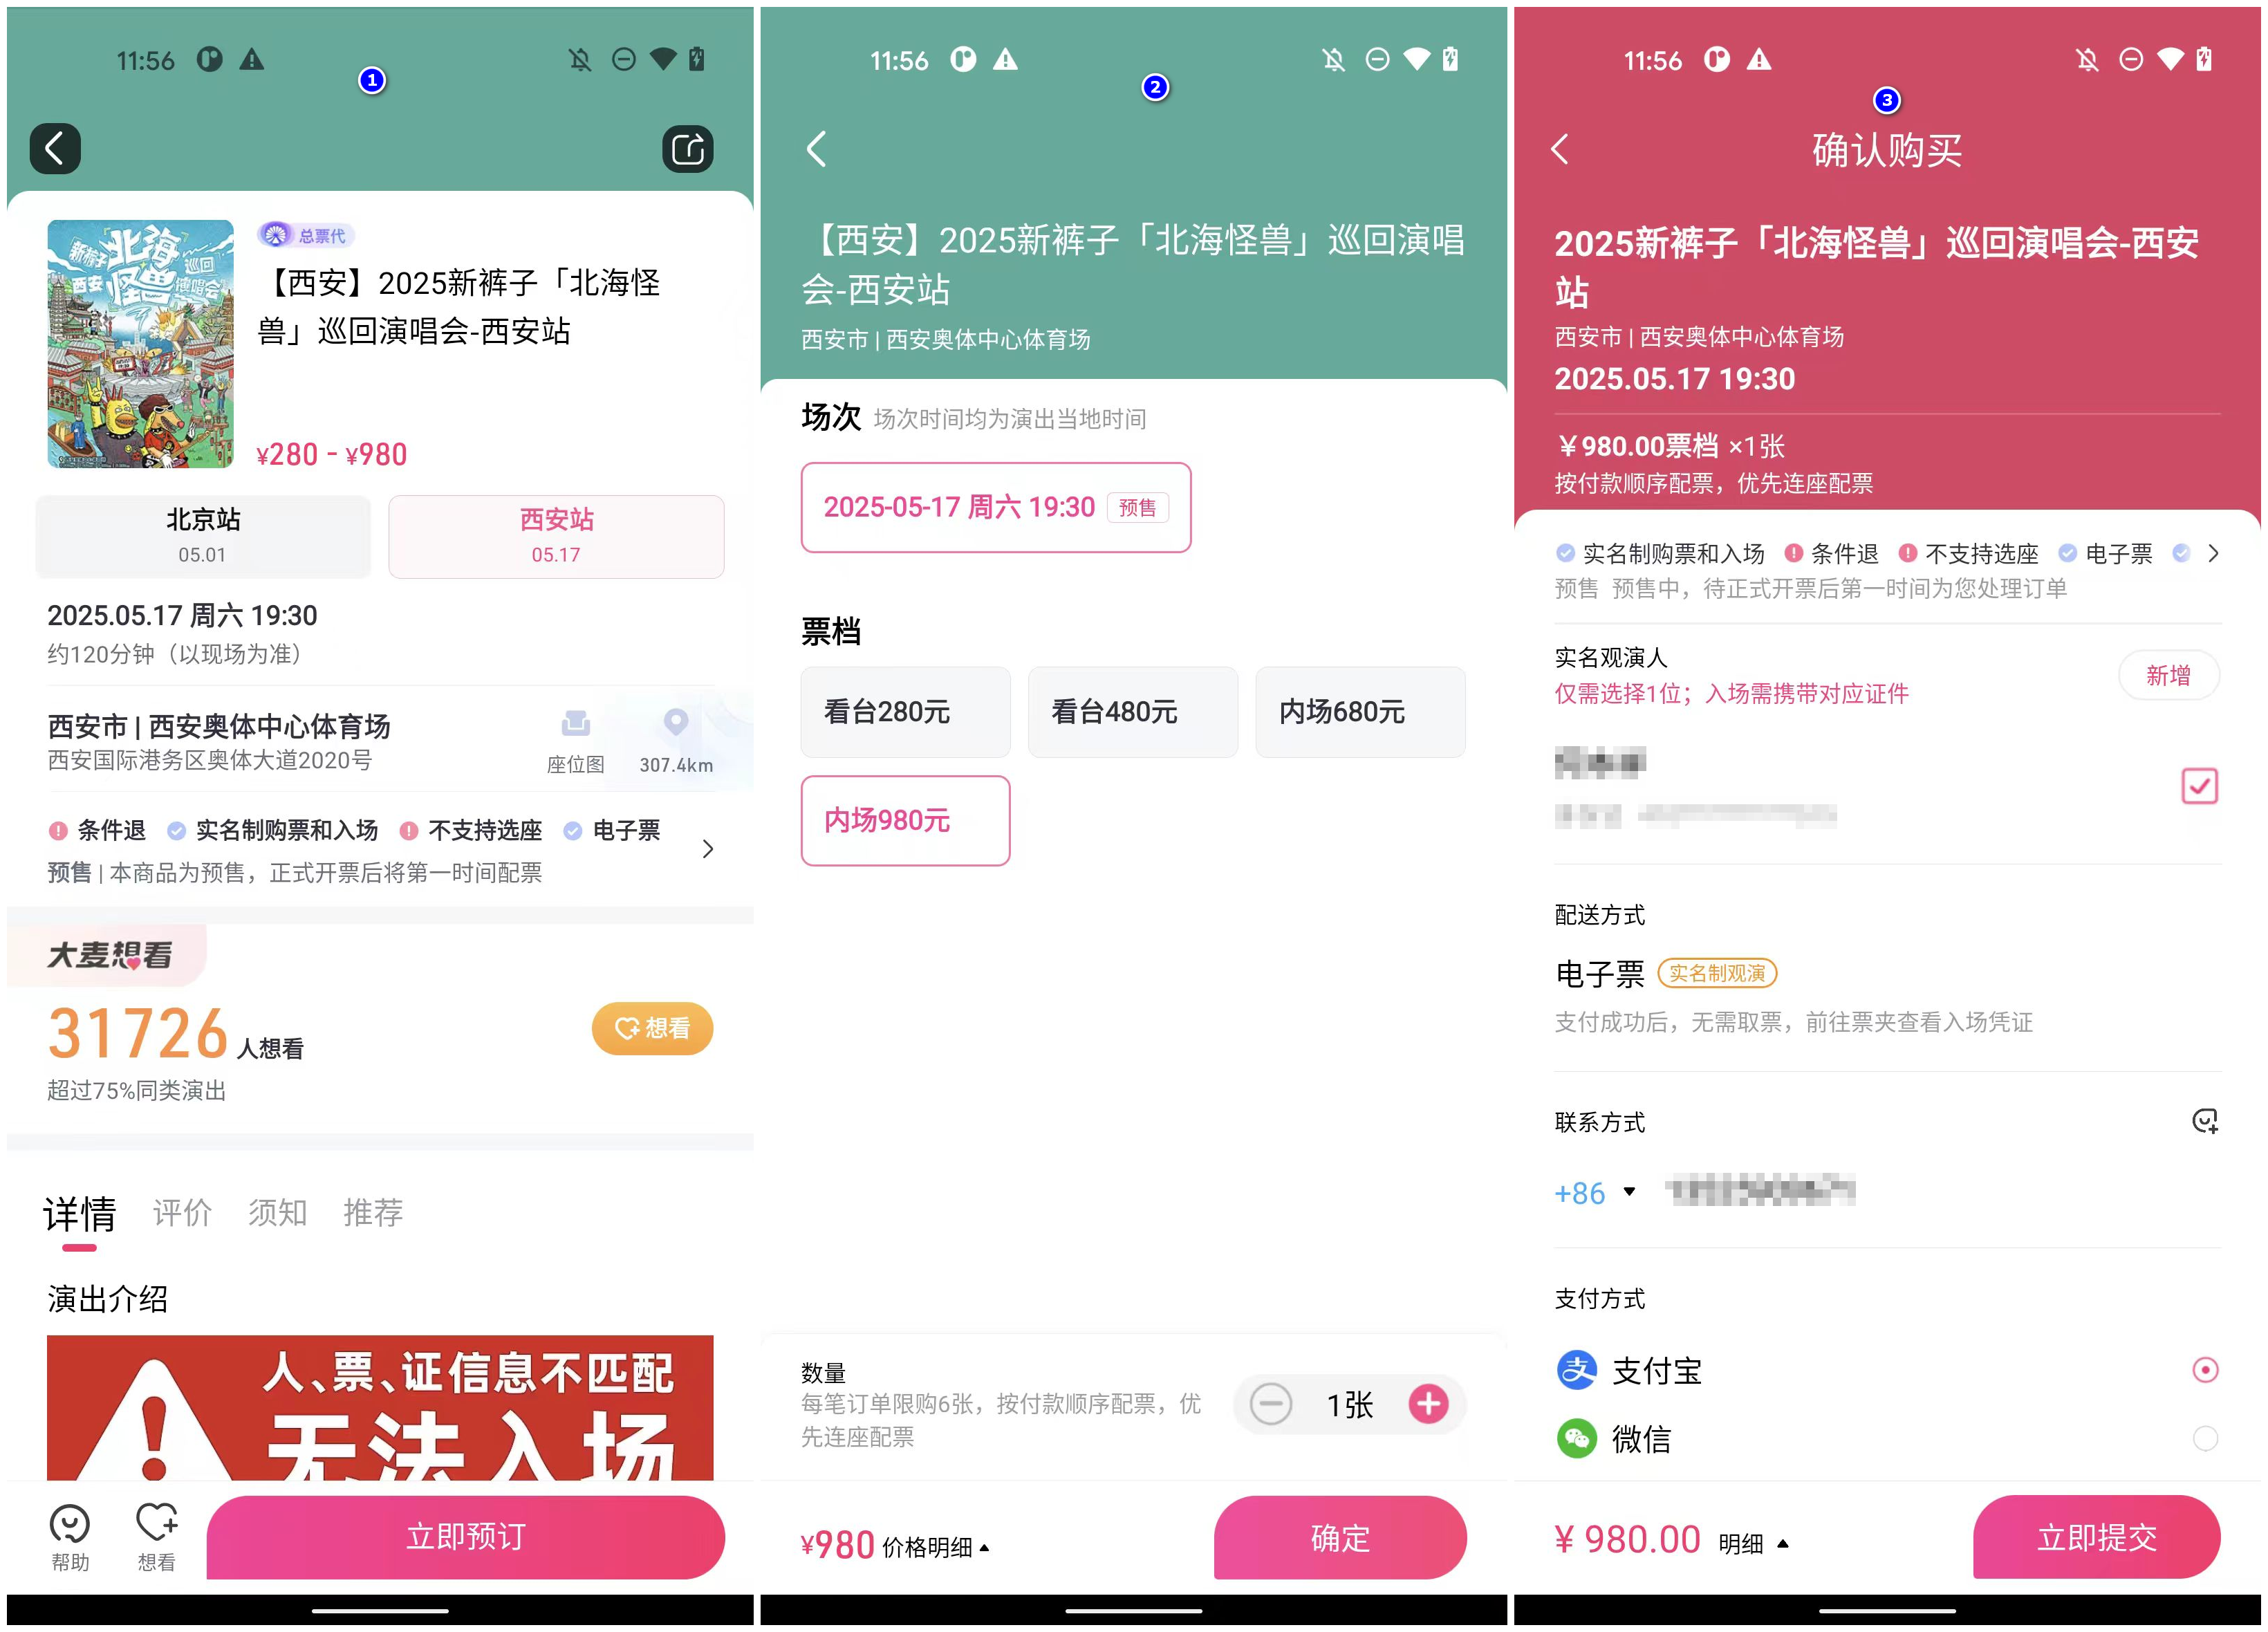 11:56
1
总票代
【西安】2025新裤子「北海怪
兽」巡回演唱会-西安站
新裤子
北海
怪兽
巡回
演唱会
西安
¥280 - ¥980
北京站
05.01
西安站
05.17
2025.05.17 周六 19:30
约120分钟（以现场为准）
西安市 | 西安奥体中心体育场
西安国际港务区奥体大道2020号
座位图
307.4km
条件退 实名制购票和入场 不支持选座 电子票
预售 | 本商品为预售，正式开票后将第一时间配票
大麦想看
31726 人想看
想看
超过75%同类演出
详情 评价 须知 推荐
演出介绍
人、票、证信息不匹配
无法入场
帮助
想看
立即预订
11:56
2
【西安】2025新裤子「北海怪兽」巡回演唱
会-西安站
西安市 | 西安奥体中心体育场
场次 场次时间均为演出当地时间
2025-05-17 周六 19:30 预售
票档
看台280元
看台480元
内场680元
内场980元
数量
每笔订单限购6张，按付款顺序配票，优
先连座配票
1张
¥980 价格明细
确定
11:56
3
确认购买
2025新裤子「北海怪兽」巡回演唱会-西安
站
西安市 | 西安奥体中心体育场
2025.05.17 19:30
￥980.00票档 ×1张
按付款顺序配票，优先连座配票
实名制购票和入场 条件退 不支持选座 电子票
预售 预售中，待正式开票后第一时间为您处理订单
实名观演人
仅需选择1位；入场需携带对应证件
新增
配送方式
电子票 实名制观演
支付成功后，无需取票，前往票夹查看入场凭证
联系方式
+86
支付方式
支 支付宝
微信
¥ 980.00 明细
立即提交